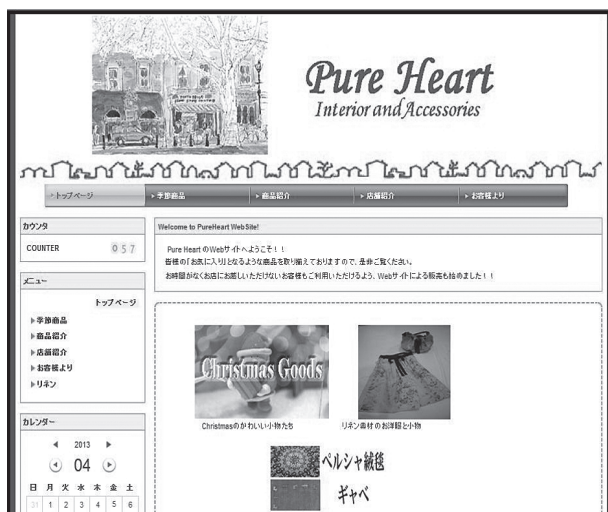 Pure Heart
Interior and Accessories
トップページ
季節商品
商品紹介
店舗紹介
お客様より
カウンタ
COUNTER
057
メニュー
トップページ
季節商品
商品紹介
店舗紹介
お客様より
リネン
カレンダー
2013
04
日 月 火 水 木 金 土
31 1 2 3 4 5 6
Welcome to PureHeart WebSite!
Pure Heart のWebサイトへようこそ！！
皆様の「お気に入り」となるような商品を取り揃えておりますので、是非ご覧ください。
お時間がなくお店にお越しいただけないお客様もご利用いただけるよう、Webサイトによる販売も始めました！！
Christmas Goods
Christmasのかわいい小物たち
リネン素材のお洋服と小物
ペルシャ絨毯
ギャベ